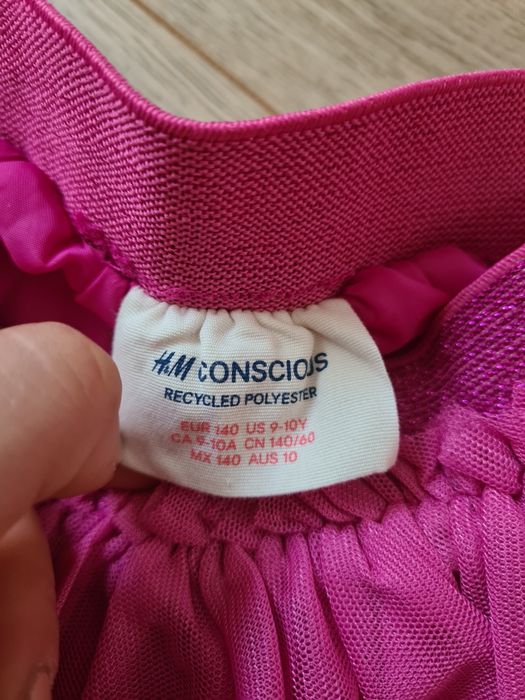 H&M CONSCIOUS
RECYCLED POLYESTER
EUR 140 US 9-10Y
CA 9-10A CN 140/60
MX 140 AUS 10